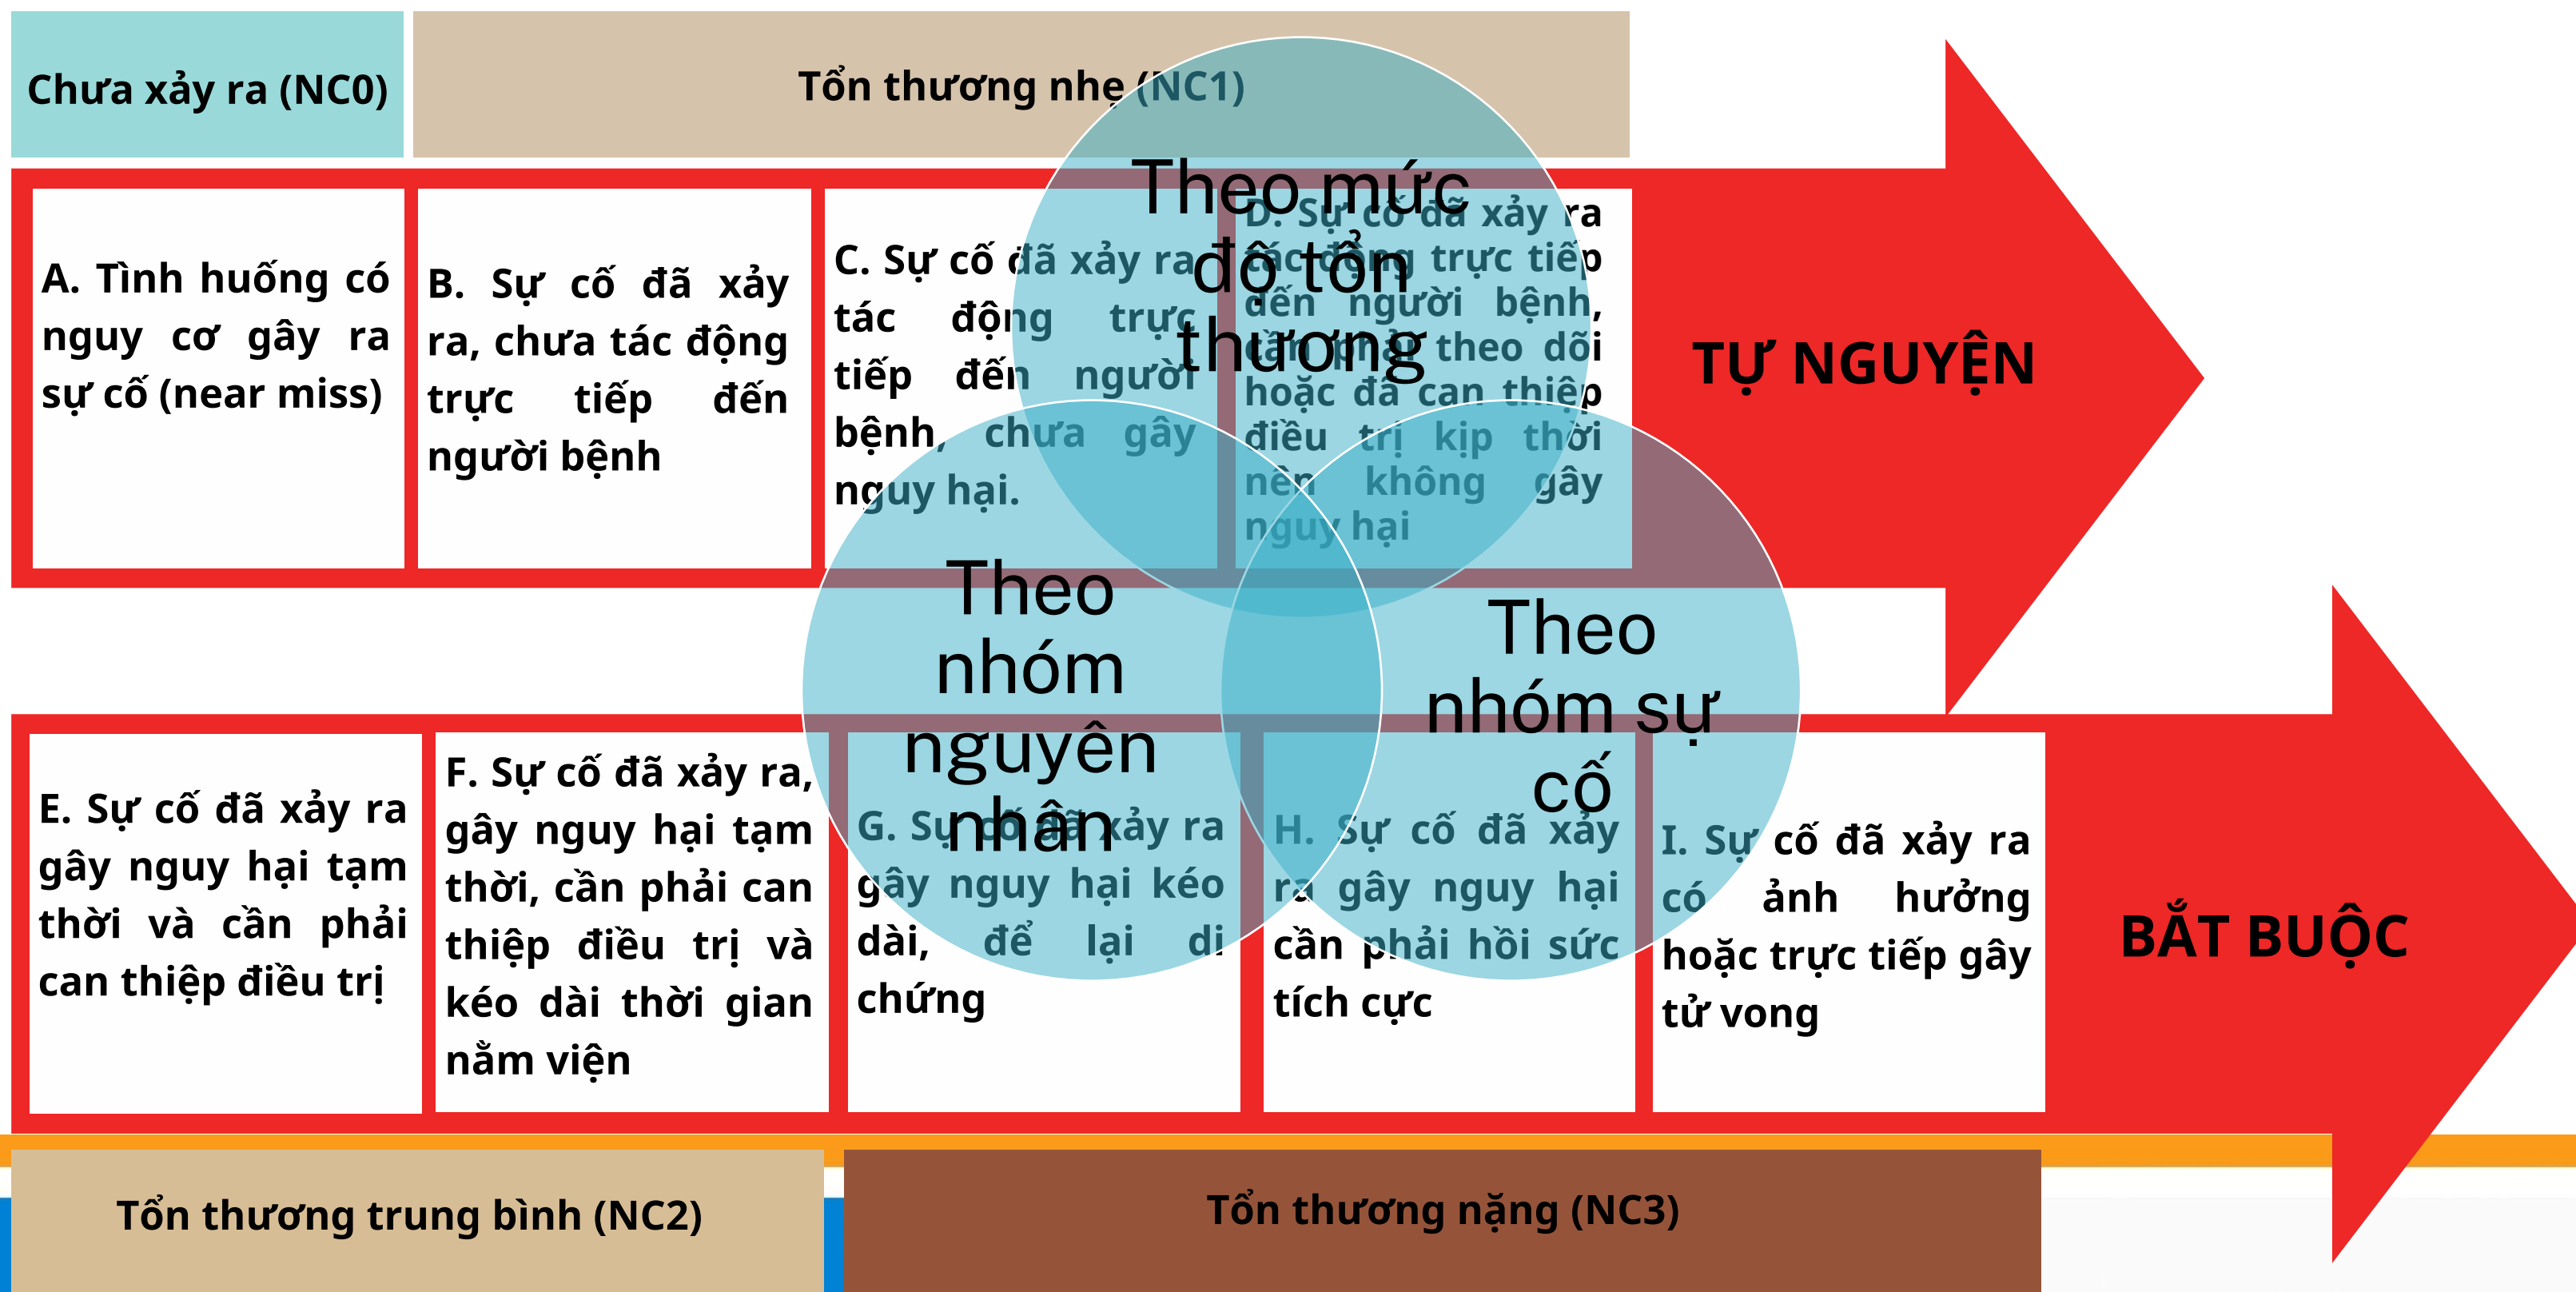 Chưa xảy ra (NC0)
Tổn thương nhẹ (NC1)
A. Tình huống có
nguy cơ gây ra
sự cố (near miss)
B. Sự cố đã xảy
ra, chưa tác động
trực tiếp đến
người bệnh
C. Sự cố đã xảy ra
tác động trực
tiếp đến người
bệnh, chưa gây
nguy hại.
D. Sự cố đã xảy ra
tác động trực tiếp
đến người bệnh,
cần phải theo dõi
hoặc đã can thiệp
điều trị kịp thời
nên không gây
nguy hại
TỰ NGUYỆN
Theo mức
độ tổn
thương
Theo
nhóm
nguyên
nhân
Theo
nhóm sự
cố
E. Sự cố đã xảy ra
gây nguy hại tạm
thời và cần phải
can thiệp điều trị
F. Sự cố đã xảy ra,
gây nguy hại tạm
thời, cần phải can
thiệp điều trị và
kéo dài thời gian
nằm viện
G. Sự cố đã xảy ra
gây nguy hại kéo
dài, để lại di
chứng
H. Sự cố đã xảy
ra gây nguy hại
cần phải hồi sức
tích cực
I. Sự cố đã xảy ra
có ảnh hưởng
hoặc trực tiếp gây
tử vong
BẮT BUỘC
Tổn thương trung bình (NC2)
Tổn thương nặng (NC3)